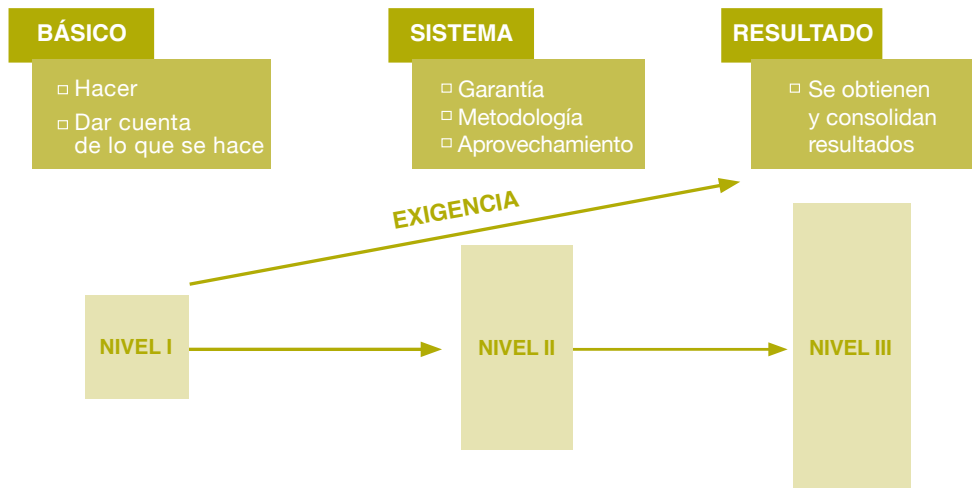 BÁSICO
Hacer
Dar cuenta
de lo que se hace
SISTEMA
Garantía
Metodología
Aprovechamiento
RESULTADO
Se obtienen
y consolidan
resultados
EXIGENCIA
NIVEL I
NIVEL II
NIVEL III